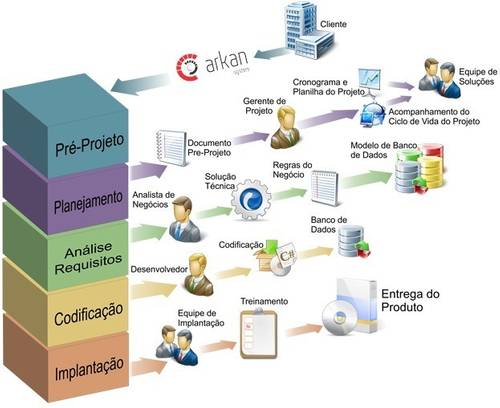 Cliente
arkan
system
Pré-Projeto
Documento
Pre-Projeto
Gerente de
Projeto
Cronograma e
Planilha do Projeto
Equipe de
Soluções
Acompanhamento do
Ciclo de Vida do Projeto
Planejamento
Analista de
Negócios
Solução
Técnica
Regras do
Negócio
Modelo de Banco
de Dados
Análise
Requisitos
Desenvolvedor
Codificação
C#
Banco de
Dados
Codificação
Equipe de
Implantação
Treinamento
Entrega do
Produto
Implantação